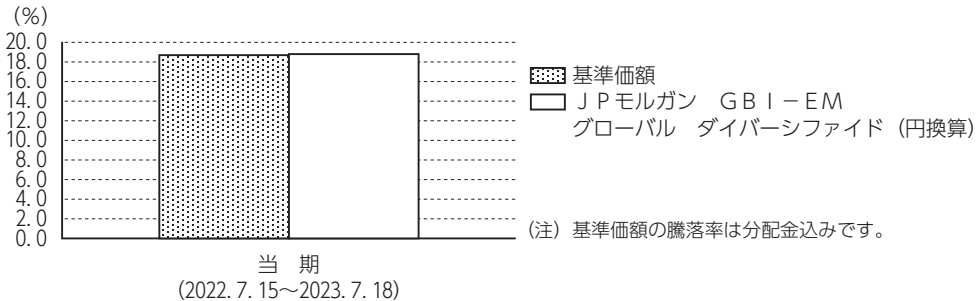 (%)
20.0
18.0
16.0
14.0
12.0
10.0
8.0
6.0
4.0
2.0
0.0
基準価額
JPモルガン GBI－EM
グローバル ダイバーシファイド (円換算)
(注) 基準価額の騰落率は分配金込みです。
当 期
(2022.7.15～2023.7.18)